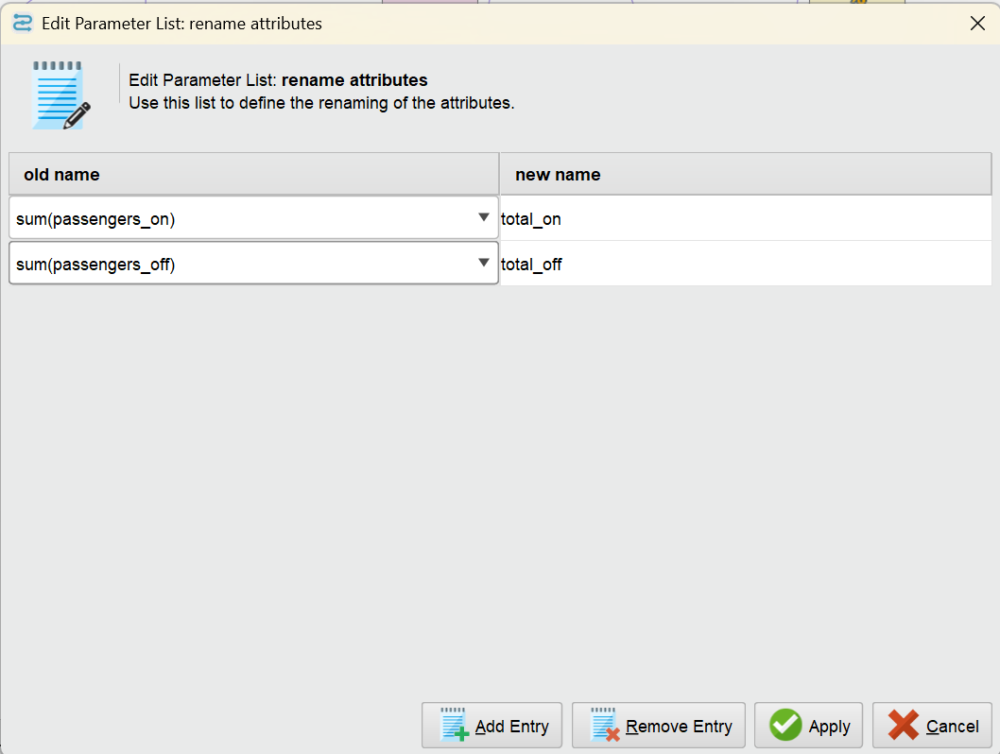 Edit Parameter List: rename attributes
Edit Parameter List: rename attributes
Use this list to define the renaming of the attributes.
old name new name
sum(passengers_on) total_on
sum(passengers_off) total_off
Add Entry Remove Entry Apply Cancel